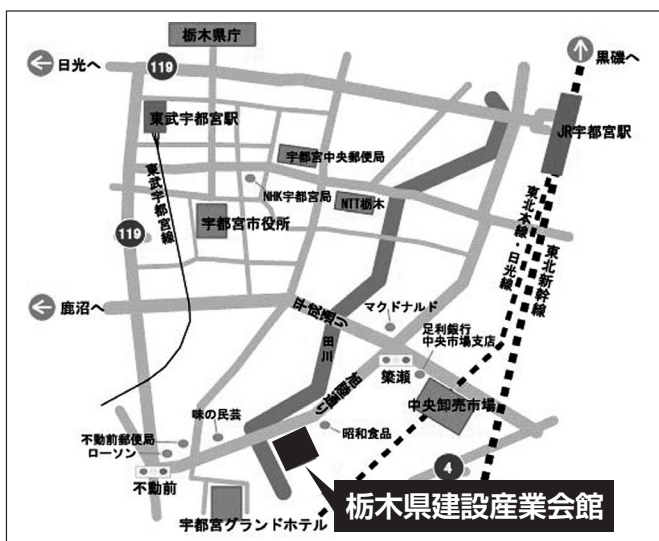 栃木県庁
日光へ
119
黒磯へ
東武宇都宮駅
JR宇都宮駅
宇都宮中央郵便局
東武宇都宮線
NHK宇都宮局
NTT栃木
宇都宮市役所
119
東北本線・日光線
東北新幹線
鹿沼へ
平成通り
マクドナルド
田川
足利銀行
中央市場支店
簗瀬
中央卸売市場
味の民芸
昭和食品
不動前郵便局
ローソン
不動前
4
宇都宮グランドホテル
栃木県建設産業会館